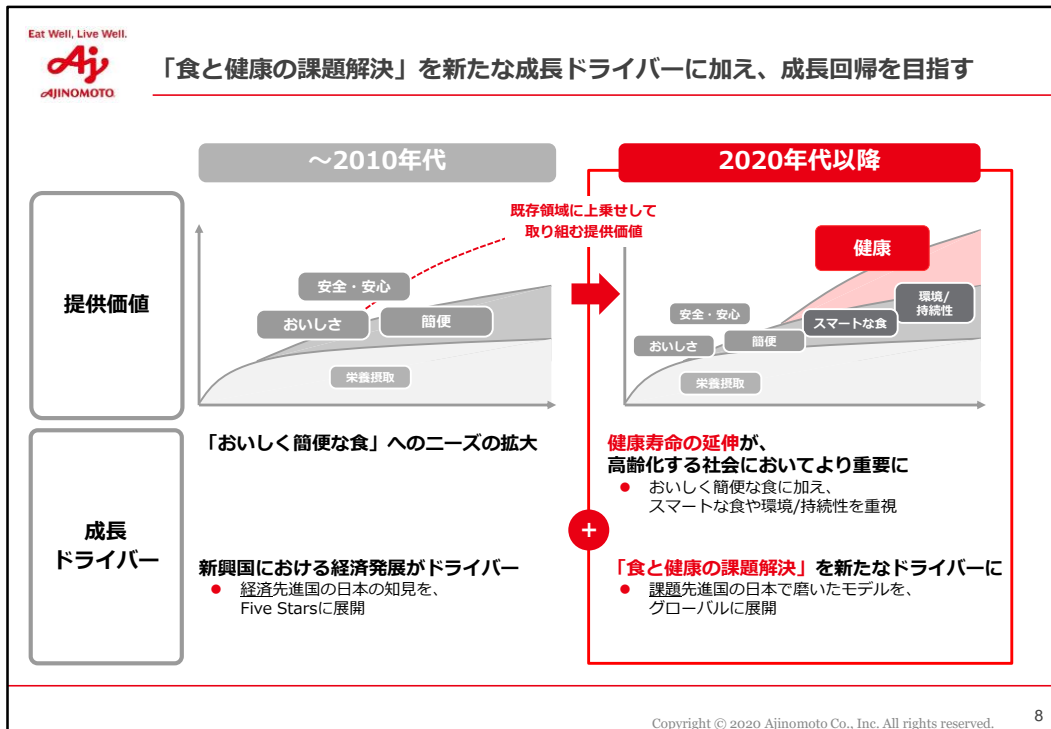 Eat Well, Live Well.
Aj
AJINOMOTO
「食と健康の課題解決」を新たな成長ドライバーに加え、成長回帰を目指す
～2010年代
2020年代以降
提供価値
既存領域に上乗せして
取り組む提供価値
安全・安心
おいしさ
簡便
栄養摂取
健康
環境/
持続性
スマートな食
安全・安心
簡便
おいしさ
栄養摂取
成長
ドライバー
「おいしく簡便な食」へのニーズの拡大
新興国における経済発展がドライバー
● 経済先進国の日本の知見を、
Five Starsに展開
+
健康寿命の延伸が、
高齢化する社会においてより重要に
● おいしく簡便な食に加え、
スマートな食や環境/持続性を重視
「食と健康の課題解決」を新たなドライバーに
● 課題先進国の日本で磨いたモデルを、
グローバルに展開
Copyright © 2020 Ajinomoto Co., Inc. All rights reserved.
8